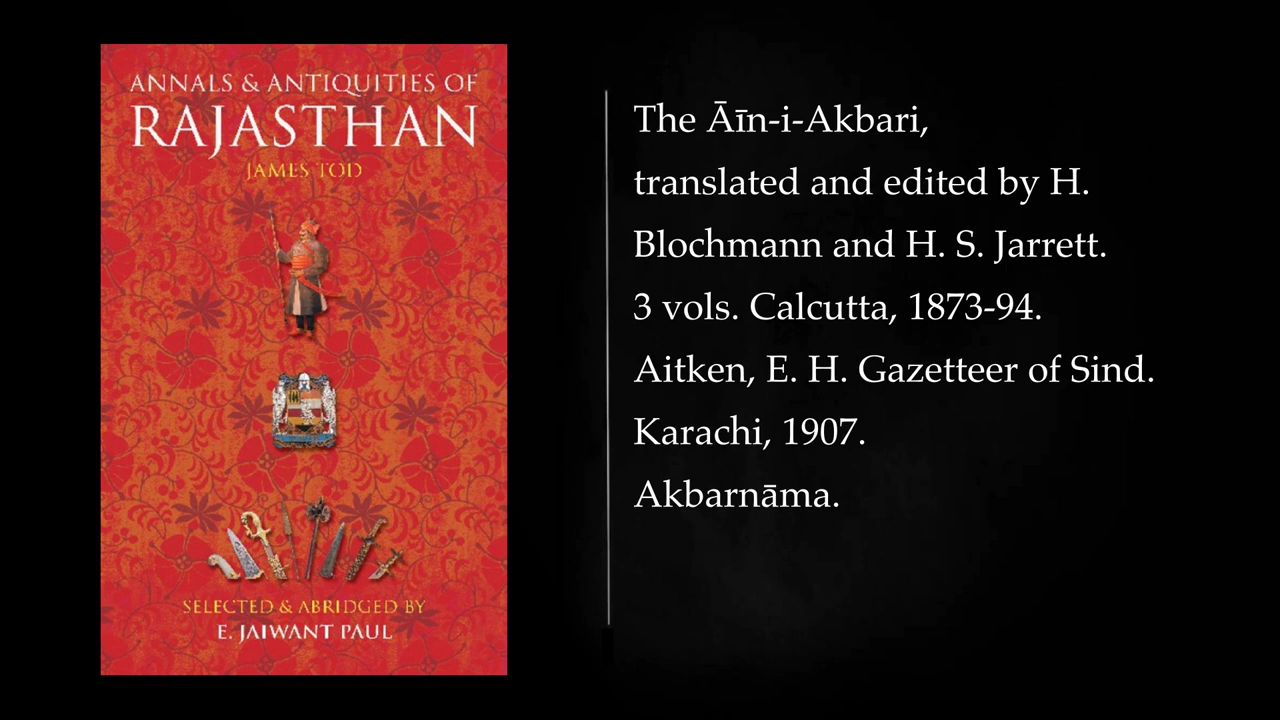 ANNALS & ANTIQUITIES OF
RAJASTHAN
JAMES TOD
SELECTED & ABRIDGED BY
E. JAIWANT PAUL
The Āīn-i-Akbari,
translated and edited by H.
Blochmann and H. S. Jarrett.
3 vols. Calcutta, 1873-94.
Aitken, E. H. Gazetteer of Sind.
Karachi, 1907.
Akbarnāma.